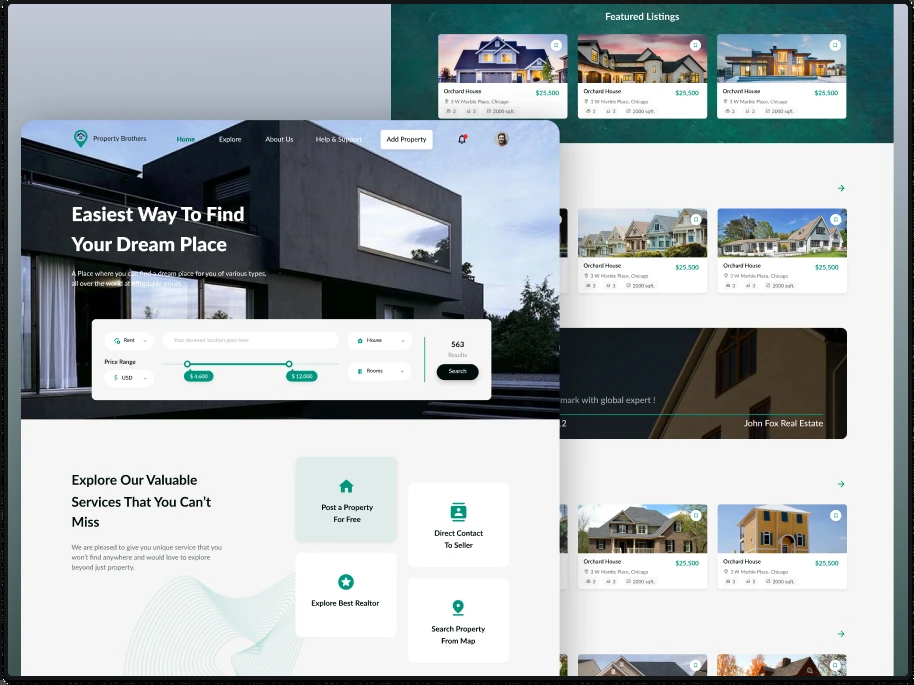 Featured Listings
Orchard House
$25,500
3 W Marble Place, Chicago
3
3
2000 sqft.
Orchard House
$25,500
3 W Marble Place, Chicago
3
3
2000 sqft.
Orchard House
$25,500
3 W Marble Place, Chicago
3
3
2000 sqft.
Property Brothers
Home
Explore
About Us
Help & Support
Add Property
Easiest Way To Find
Your Dream Place
A Place where you can find a dream place for you of various types,
all over the world at affordable prices.
Rent
Your desiered location goes here
House
Price Range
USD
$ 4,600
$ 12,000
Rooms
563
Results
Search
Explore Our Valuable
Services That You Can't
Miss
We are pleased to give you unique service that you
won't find anywhere and would love to explore
beyond just property.
Post a Property
For Free
Direct Contact
To Seller
Explore Best Realtor
Search Property
From Map
Orchard House
$25,500
3 W Marble Place, Chicago
3
3
2000 sqft.
Orchard House
$25,500
3 W Marble Place, Chicago
3
3
2000 sqft.
mark with global expert !
2
John Fox Real Estate
Orchard House
$25,500
3 W Marble Place, Chicago
3
3
2000 sqft.
Orchard House
$25,500
3 W Marble Place, Chicago
3
3
2000 sqft.